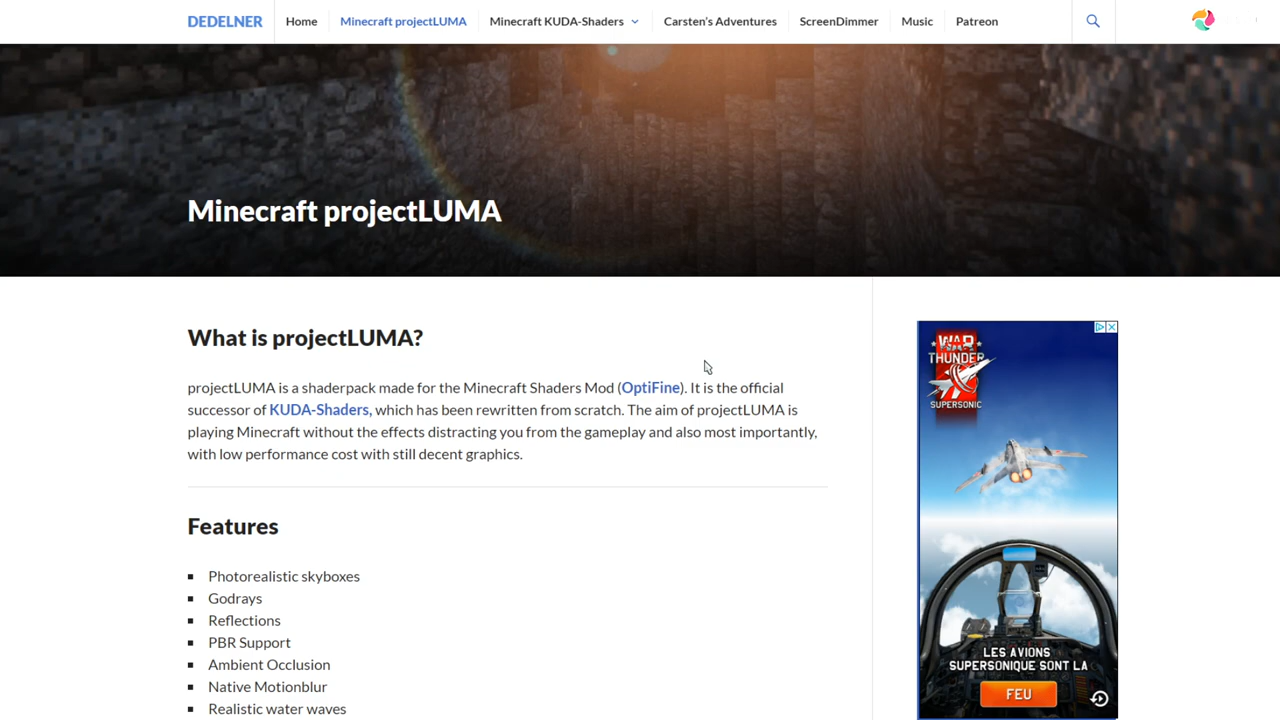 DEDELNER
Home
Minecraft projectLUMA
Minecraft KUDA-Shaders
Carsten's Adventures
ScreenDimmer
Music
Patreon
Minecraft projectLUMA
What is projectLUMA?
projectLUMA is a shaderpack made for the Minecraft Shaders Mod (OptiFine). It is the official
successor of KUDA-Shaders, which has been rewritten from scratch. The aim of projectLUMA is
playing Minecraft without the effects distracting you from the gameplay and also most importantly,
with low performance cost with still decent graphics.
Features
Photorealistic skyboxes
Godrays
Reflections
PBR Support
Ambient Occlusion
Native Motionblur
Realistic water waves
WAR
THUNDER
SUPERSONIC
LES AVIONS
SUPERSONIQUE SONT LA
FEU